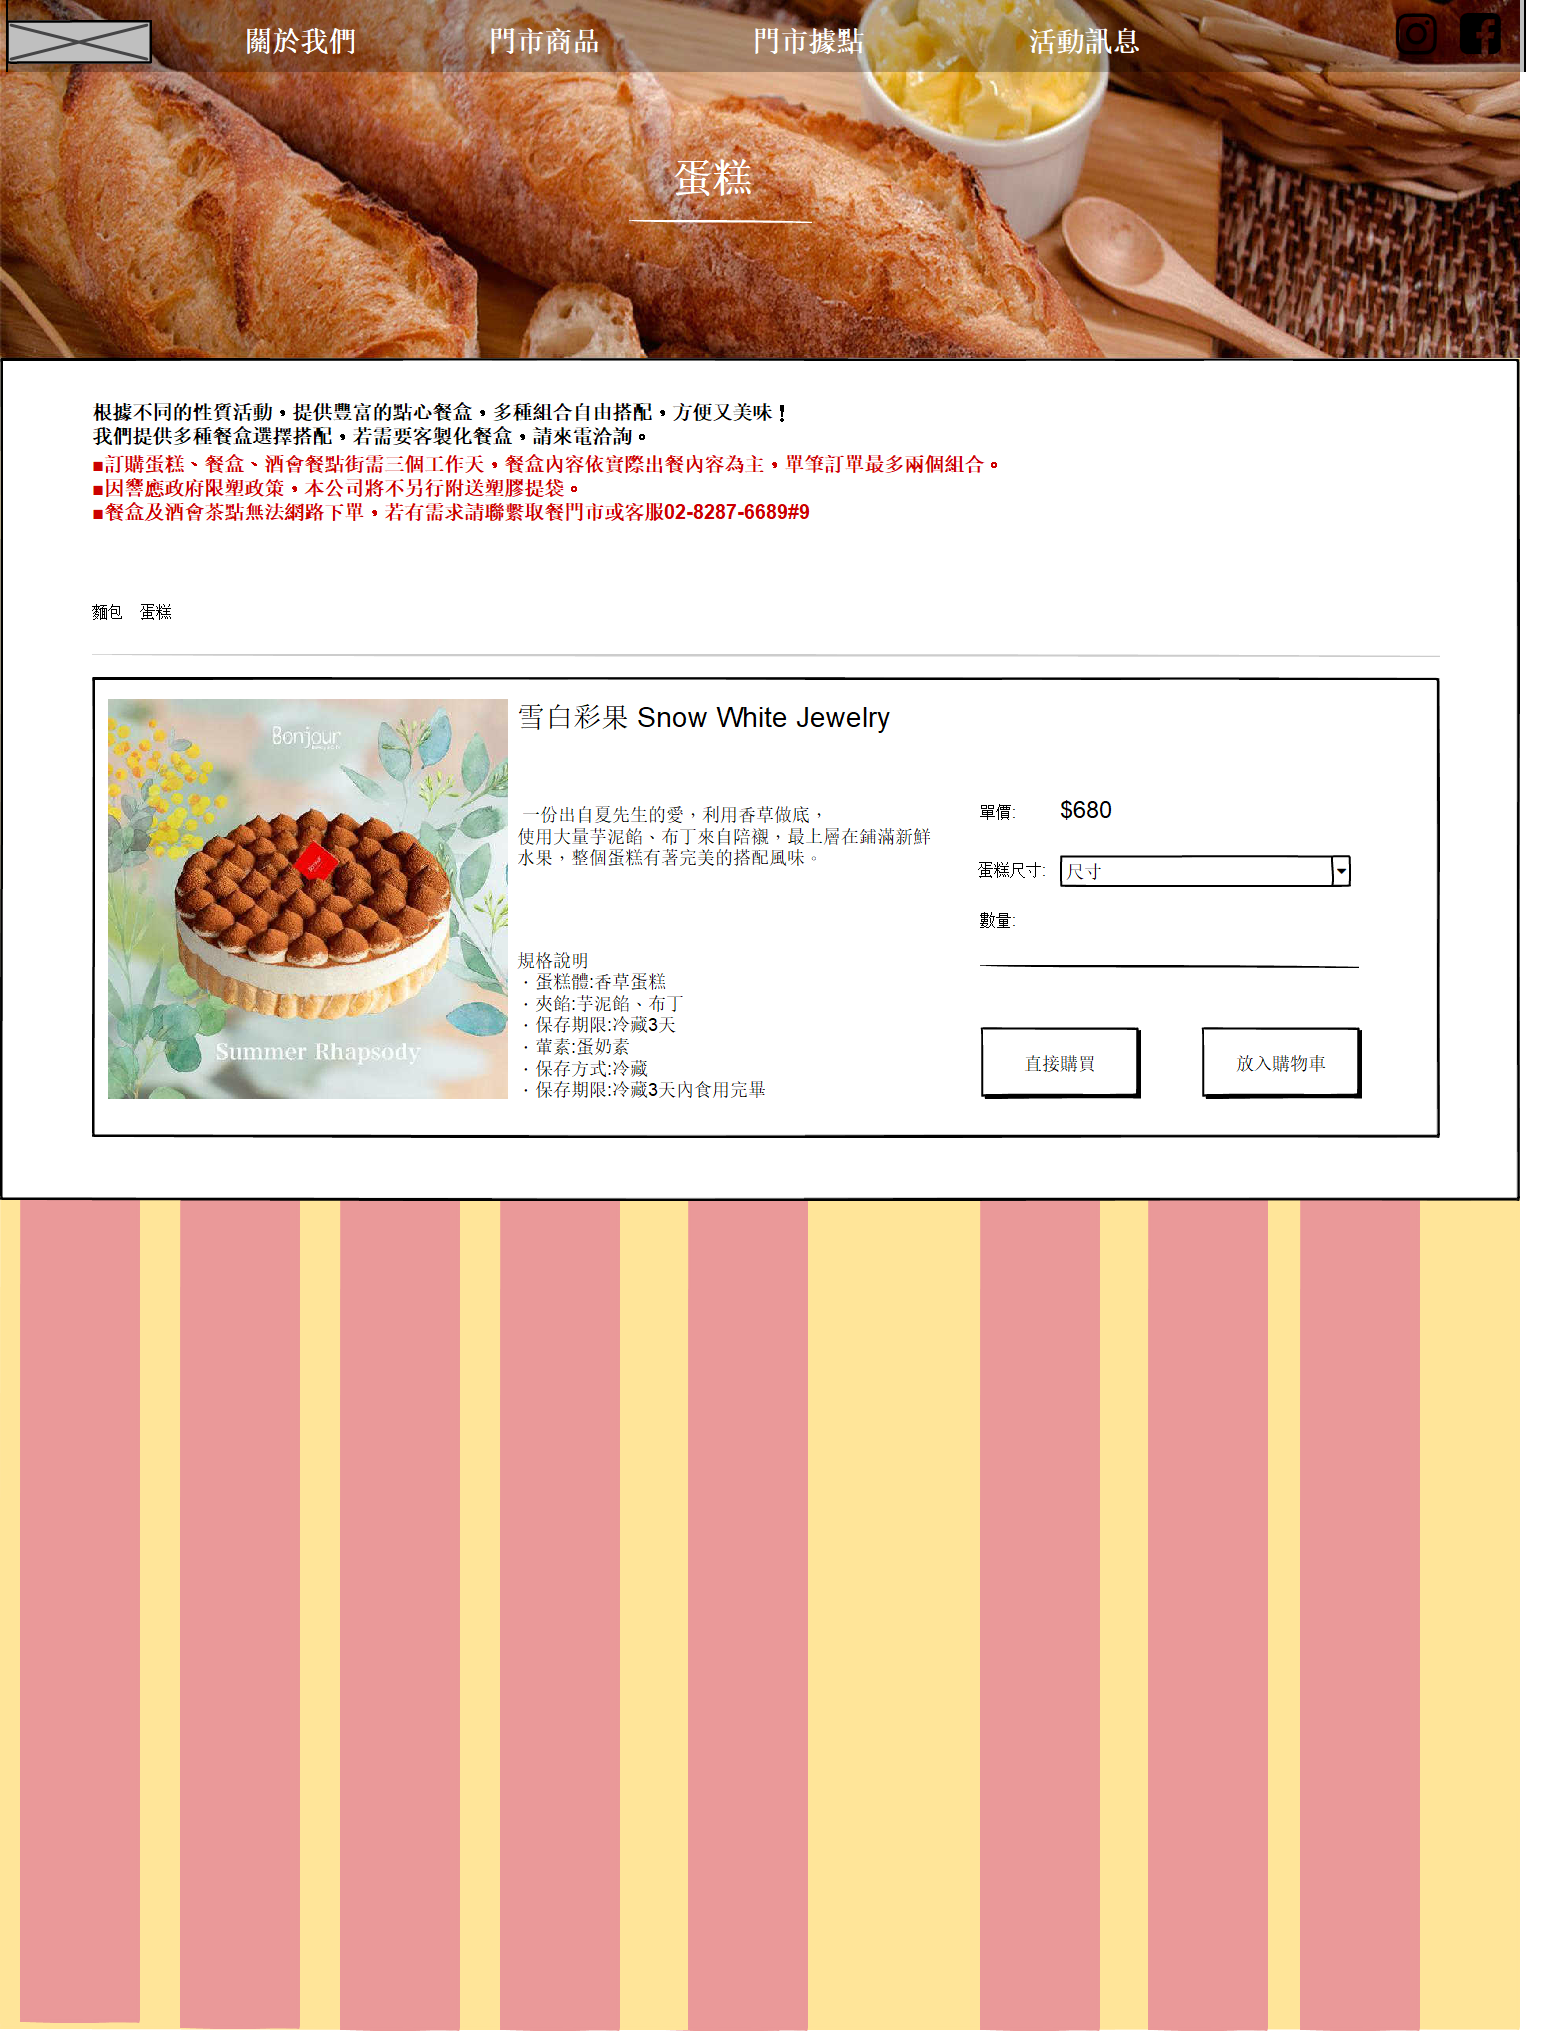 關於我們 門市商品 門市據點 活動訊息
蛋糕
根據不同的性質活動，提供豐富的點心餐盒，多種組合自由搭配，方便又美味！
我們提供多種餐盒選擇搭配，若需要客製化餐盒，請來電洽詢。
■訂購蛋糕、餐盒、酒會餐點街需三個工作天，餐盒內容依實際出餐內容為主，單筆訂單最多兩個組合。
■因響應政府限塑政策，本公司將不另行附送塑膠提袋。
■餐盒及酒會茶點無法網路下單，若有需求請聯繫取餐門市或客服02-8287-6689#9
麵包 蛋糕
Bonjour
Summer Rhapsody
雪白彩果 Snow White Jewelry
一份出自夏先生的愛，利用香草做底，
使用大量芋泥餡、布丁來自陪襯，最上層在鋪滿新鮮
水果，整個蛋糕有著完美的搭配風味。
規格說明
．蛋糕體:香草蛋糕
．夾餡:芋泥餡、布丁
．保存期限:冷藏3天
．葷素:蛋奶素
．保存方式:冷藏
．保存期限:冷藏3天內食用完畢
單價: $680
蛋糕尺寸: 尺寸
數量:
直接購買 放入購物車